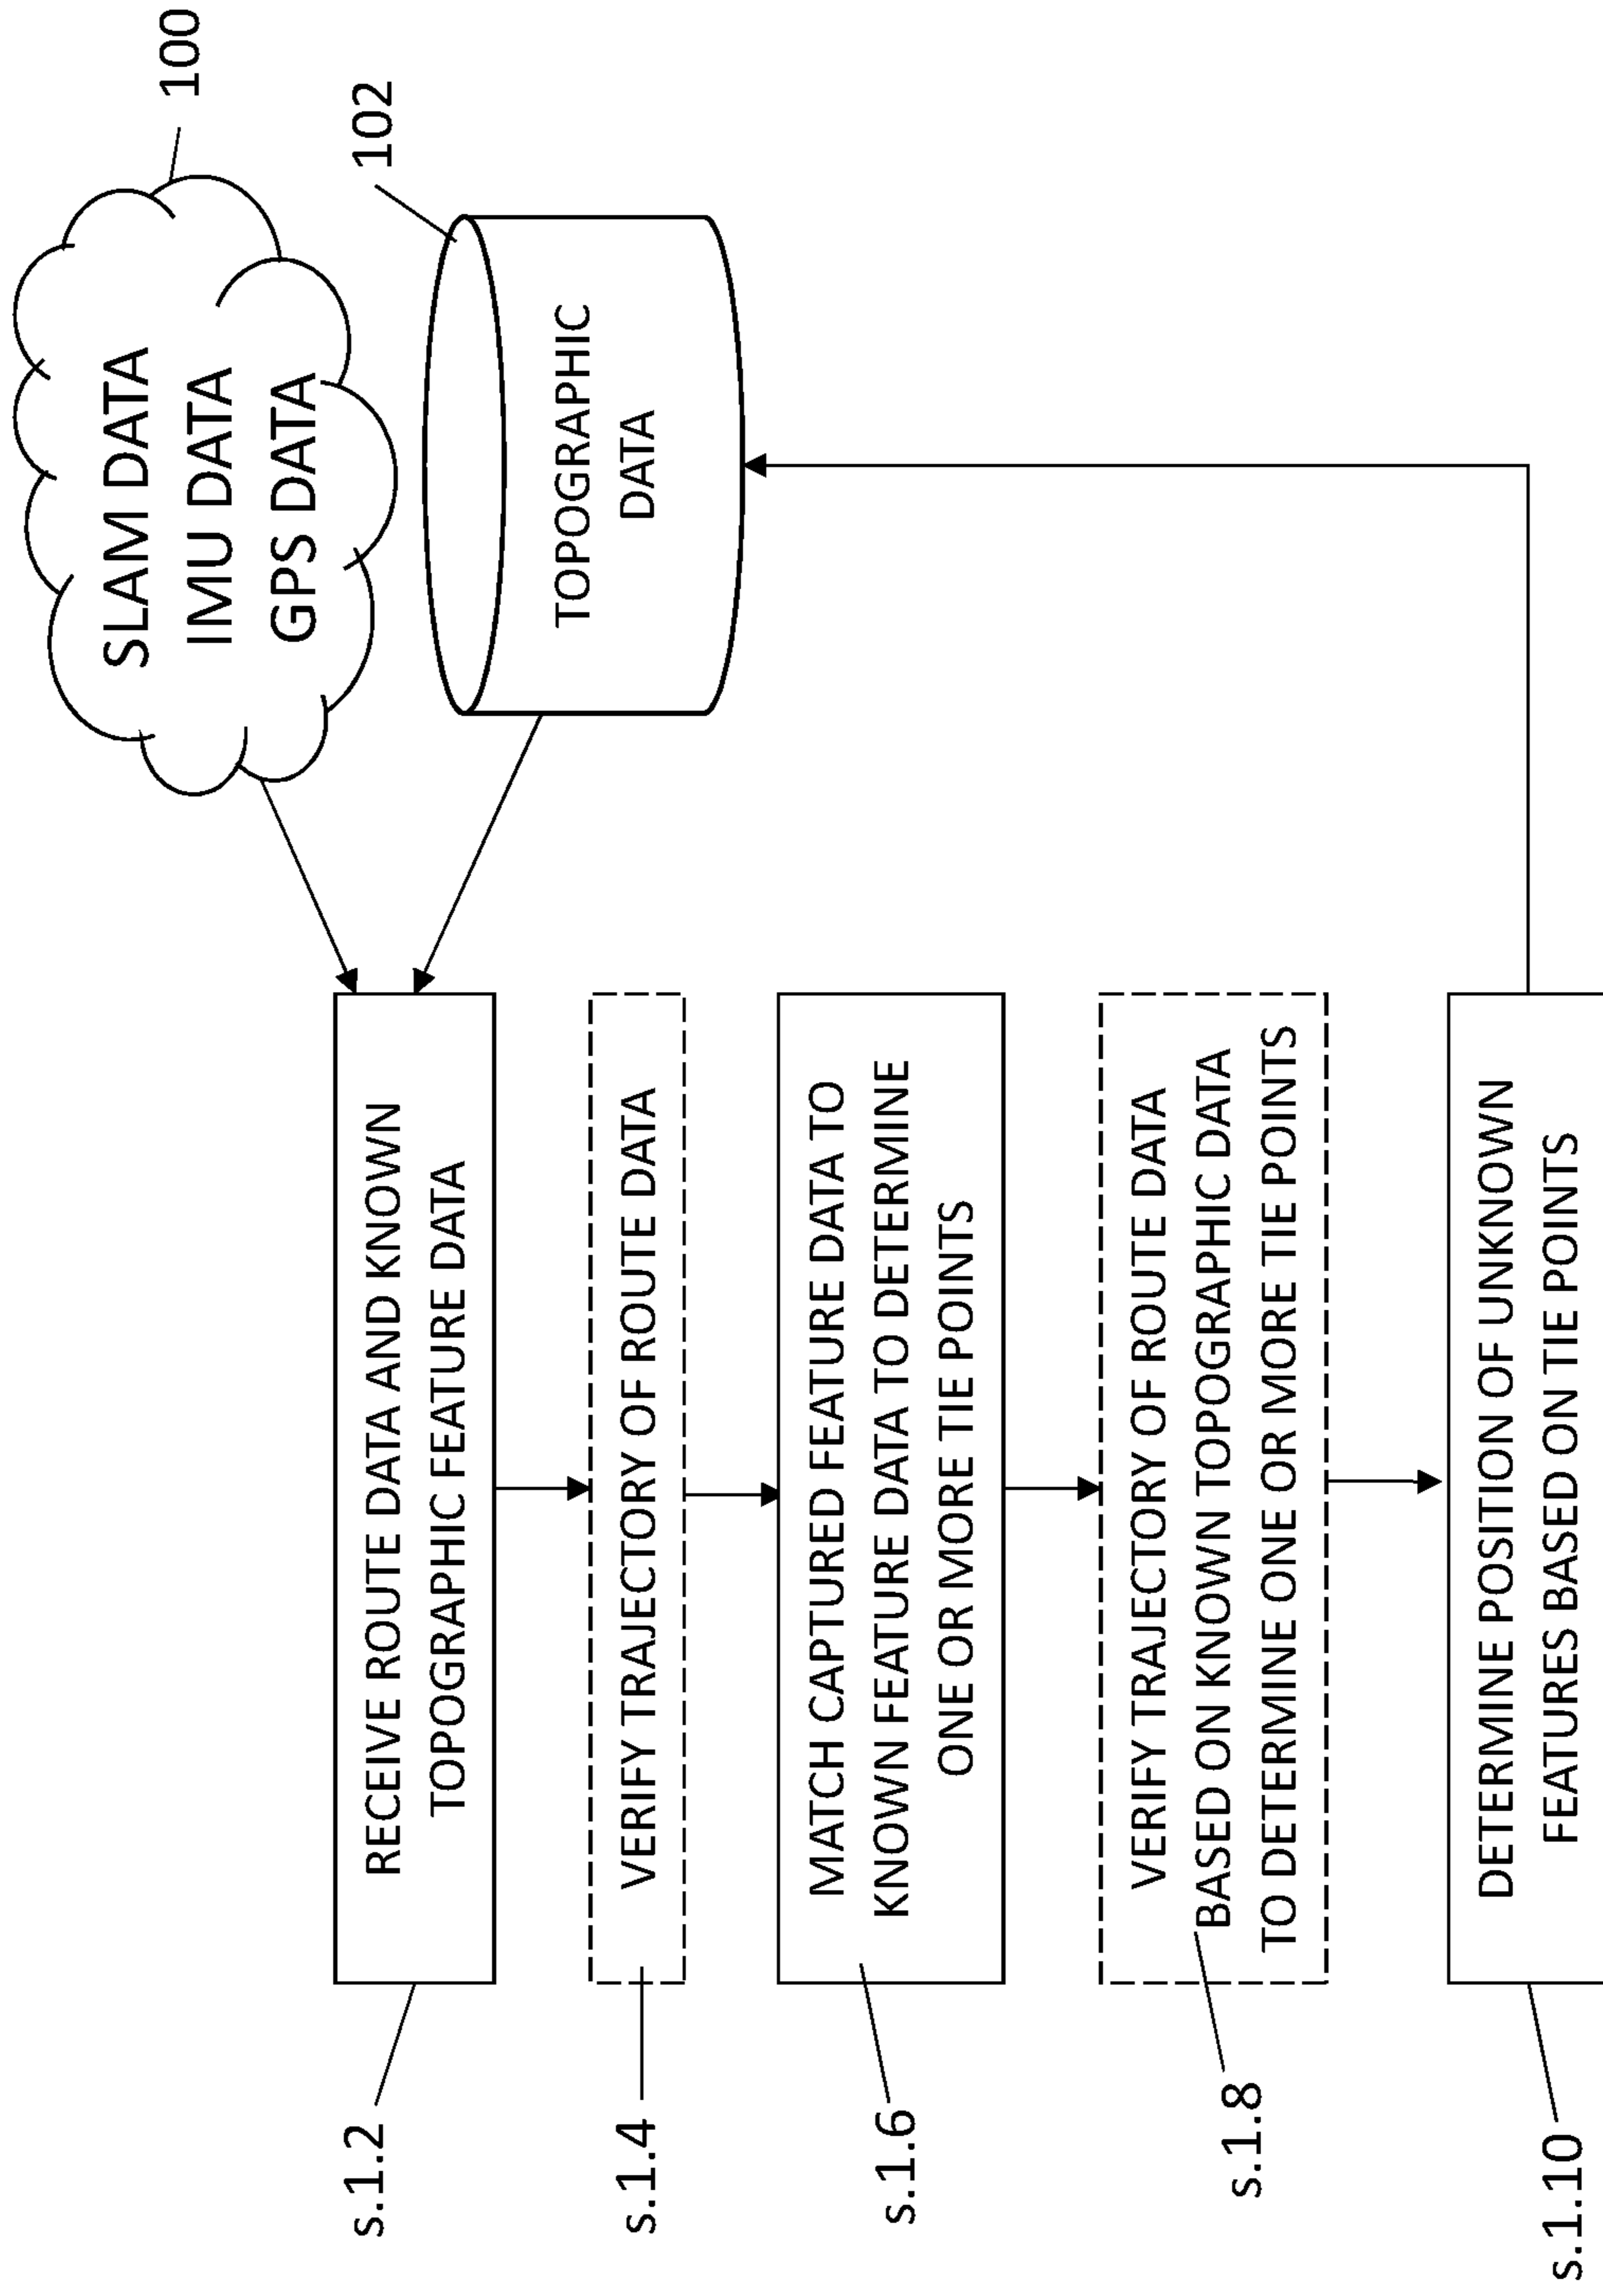 100
SLAM DATA
IMU DATA
GPS DATA
102
TOPOGRAPHIC
DATA
s.1.2
RECEIVE ROUTE DATA AND KNOWN
TOPOGRAPHIC FEATURE DATA
s.1.4
VERIFY TRAJECTORY OF ROUTE DATA
s.1.6
MATCH CAPTURED FEATURE DATA TO
KNOWN FEATURE DATA TO DETERMINE
ONE OR MORE TIE POINTS
s.1.8
VERIFY TRAJECTORY OF ROUTE DATA
BASED ON KNOWN TOPOGRAPHIC DATA
TO DETERMINE ONE OR MORE TIE POINTS
s.1.10
DETERMINE POSITION OF UNKNOWN
FEATURES BASED ON TIE POINTS